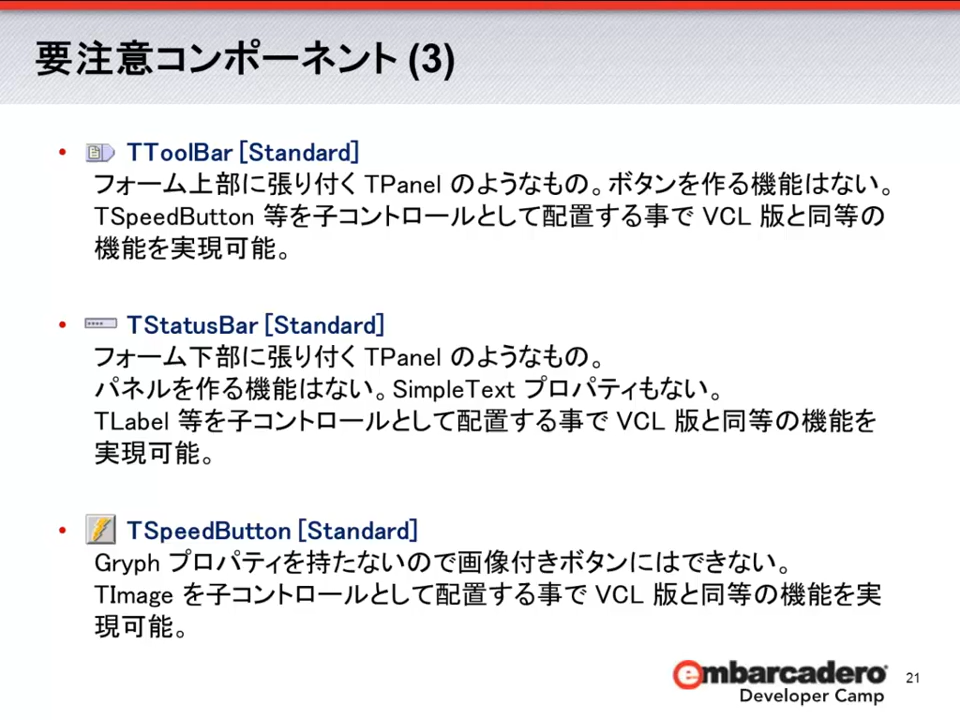 要注意コンポーネント (3)
• TToolBar [Standard]
フォーム上部に張り付く TPanel のようなもの。ボタンを作る機能はない。
TSpeedButton 等を子コントロールとして配置する事で VCL 版と同等の
機能を実現可能。
• TStatusBar [Standard]
フォーム下部に張り付く TPanel のようなもの。
パネルを作る機能はない。SimpleText プロパティもない。
TLabel 等を子コントロールとして配置する事で VCL 版と同等の機能を
実現可能。
• TSpeedButton [Standard]
Gryph プロパティを持たないので画像付きボタンにはできない。
TImage を子コントロールとして配置する事で VCL 版と同等の機能を実
現可能。
embarcadero
Developer Camp
21